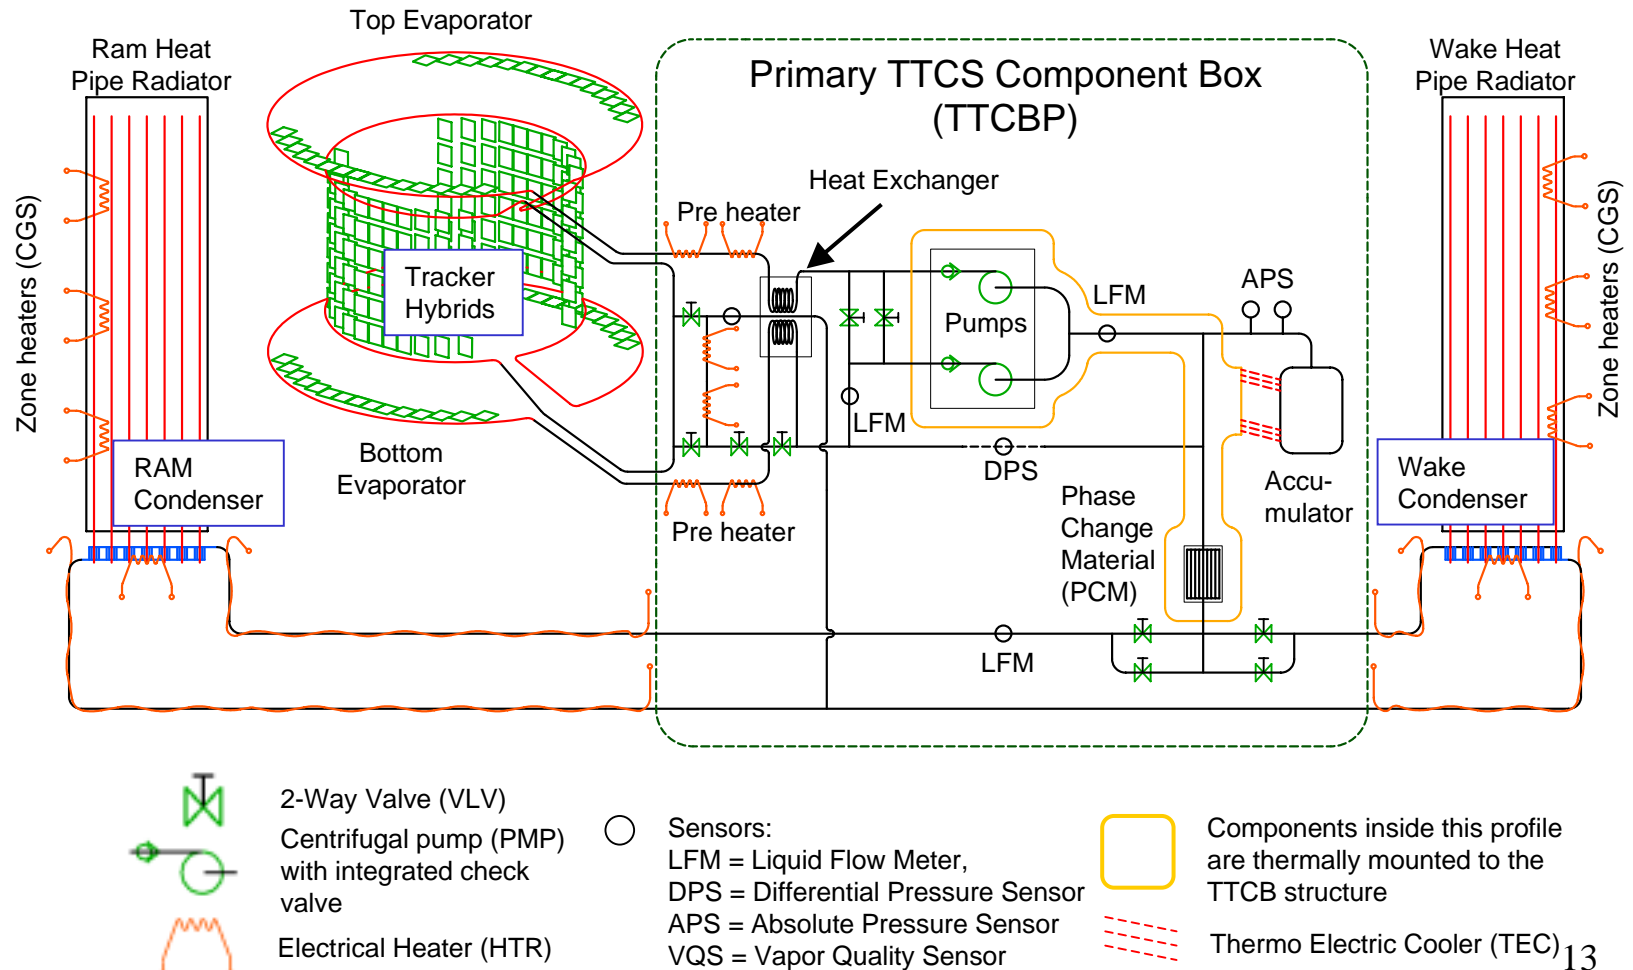 Top Evaporator
Ram Heat
Pipe Radiator
Wake Heat
Pipe Radiator
Primary TTCS Component Box
(TTCBP)
Heat Exchanger
Pre heater
Zone heaters (CGS)
Tracker
Hybrids
Pumps
LFM
APS
Zone heaters (CGS)
LFM
DPS
Bottom
Evaporator
RAM
Condenser
Pre heater
Phase
Change
Material
(PCM)
Accu-
mulator
Wake
Condenser
LFM
2-Way Valve (VLV)
Centrifugal pump (PMP)
with integrated check
valve
Electrical Heater (HTR)
Sensors:
LFM = Liquid Flow Meter,
DPS = Differential Pressure Sensor
APS = Absolute Pressure Sensor
VQS = Vapor Quality Sensor
Components inside this profile
are thermally mounted to the
TTCB structure
Thermo Electric Cooler (TEC)
13